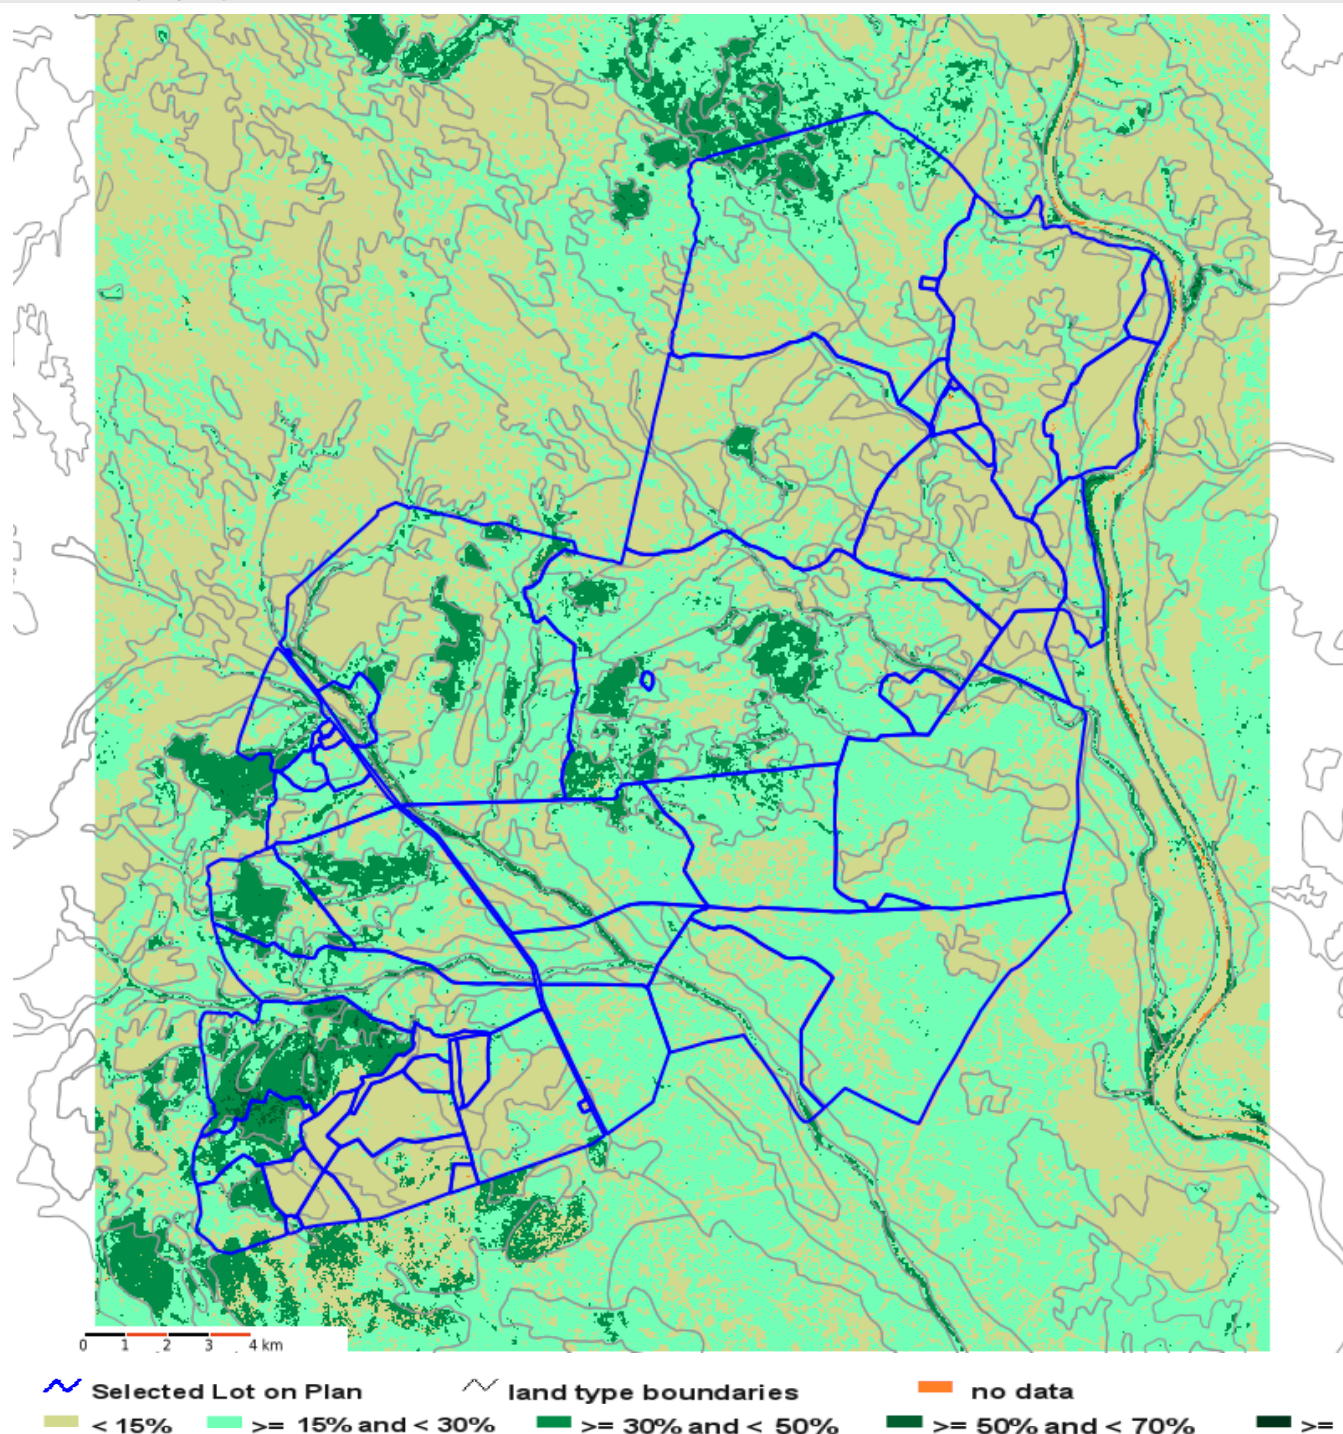 0 1 2 3 4 km
Selected Lot on Plan land type boundaries no data
< 15% >= 15% and < 30% >= 30% and < 50% >= 50% and < 70% >=